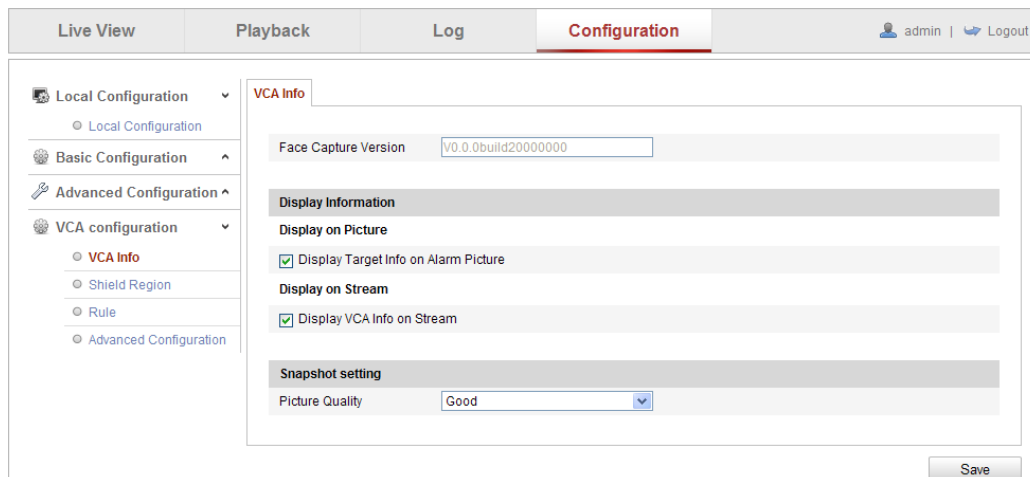 Live View Playback Log Configuration admin | Logout
Local Configuration
Local Configuration
Basic Configuration
Advanced Configuration
VCA configuration
VCA Info
Shield Region
Rule
Advanced Configuration
VCA Info
Face Capture Version V0.0.0build20000000
Display Information
Display on Picture
Display Target Info on Alarm Picture
Display on Stream
Display VCA Info on Stream
Snapshot setting
Picture Quality Good
Save